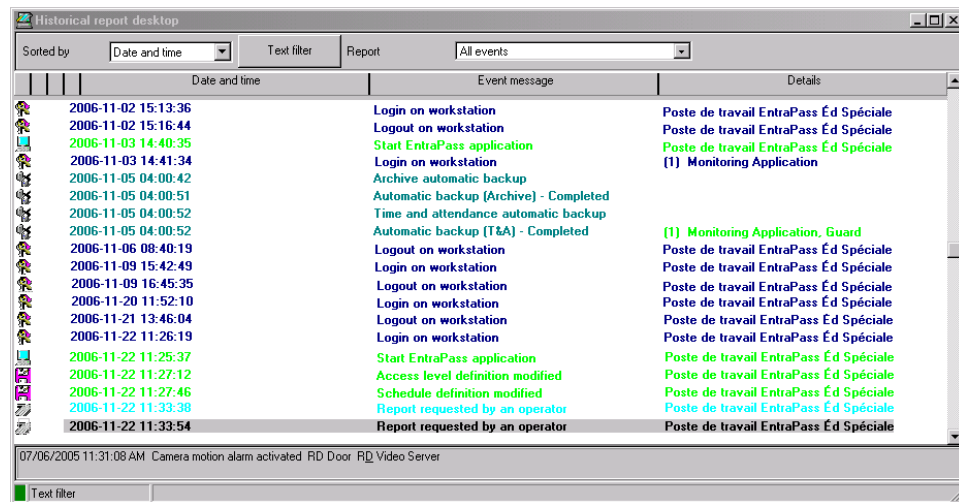 Historical report desktop
Sorted by Date and time Text filter Report All events
Date and time Event message Details
2006-11-02 15:13:36 Login on workstation Poste de travail EntraPass Éd Spéciale
2006-11-02 15:16:44 Logout on workstation Poste de travail EntraPass Éd Spéciale
2006-11-03 14:40:35 Start EntraPass application Poste de travail EntraPass Éd Spéciale
2006-11-03 14:41:34 Login on workstation (1) Monitoring Application
2006-11-05 04:00:42 Archive automatic backup
2006-11-05 04:00:51 Automatic backup (Archive) - Completed
2006-11-05 04:00:52 Time and attendance automatic backup
2006-11-05 04:00:52 Automatic backup (T&A) - Completed (1) Monitoring Application, Guard
2006-11-06 08:40:19 Logout on workstation Poste de travail EntraPass Éd Spéciale
2006-11-09 15:42:49 Login on workstation Poste de travail EntraPass Éd Spéciale
2006-11-09 16:45:35 Logout on workstation Poste de travail EntraPass Éd Spéciale
2006-11-20 11:52:10 Login on workstation Poste de travail EntraPass Éd Spéciale
2006-11-21 13:46:04 Logout on workstation Poste de travail EntraPass Éd Spéciale
2006-11-22 11:26:19 Login on workstation Poste de travail EntraPass Éd Spéciale
2006-11-22 11:25:37 Start EntraPass application Poste de travail EntraPass Éd Spéciale
2006-11-22 11:27:12 Access level definition modified Poste de travail EntraPass Éd Spéciale
2006-11-22 11:27:46 Schedule definition modified Poste de travail EntraPass Éd Spéciale
2006-11-22 11:33:38 Report requested by an operator Poste de travail EntraPass Éd Spéciale
2006-11-22 11:33:54 Report requested by an operator Poste de travail EntraPass Éd Spéciale
07/06/2005 11:31:08 AM Camera motion alarm activated RD Door RD Video Server
Text filter